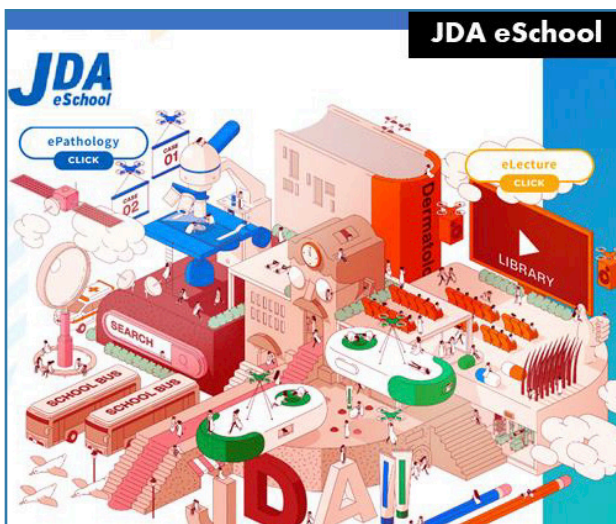 JDA eSchool
JDA
eSchool
ePathology
CLICK
CASE
01
CASE
02
eLecture
CLICK
LIBRARY
SEARCH
SCHOOL BUS
SCHOOL BUS
JDA